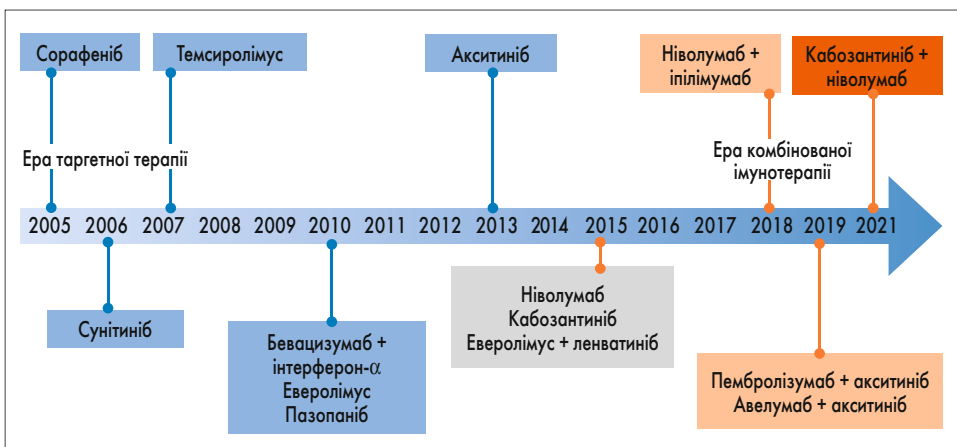 Сорафеніб
Темсиролімус
Акситиніб
Ніволумаб +
іпілімумаб
Кабозантиніб +
ніволумаб
Ера таргетної терапії
Ера комбінованої
імунотерапії
2005 2006 2007 2008 2009 2010 2011 2012 2013 2014 2015 2016 2017 2018 2019 2021
Сунітиніб
Бевацизумаб +
інтерферон-α
Еверолімус
Пазопаніб
Ніволумаб
Кабозантиніб
Еверолімус + ленватиніб
Пембролізумаб + акситиніб
Авелумаб + акситиніб